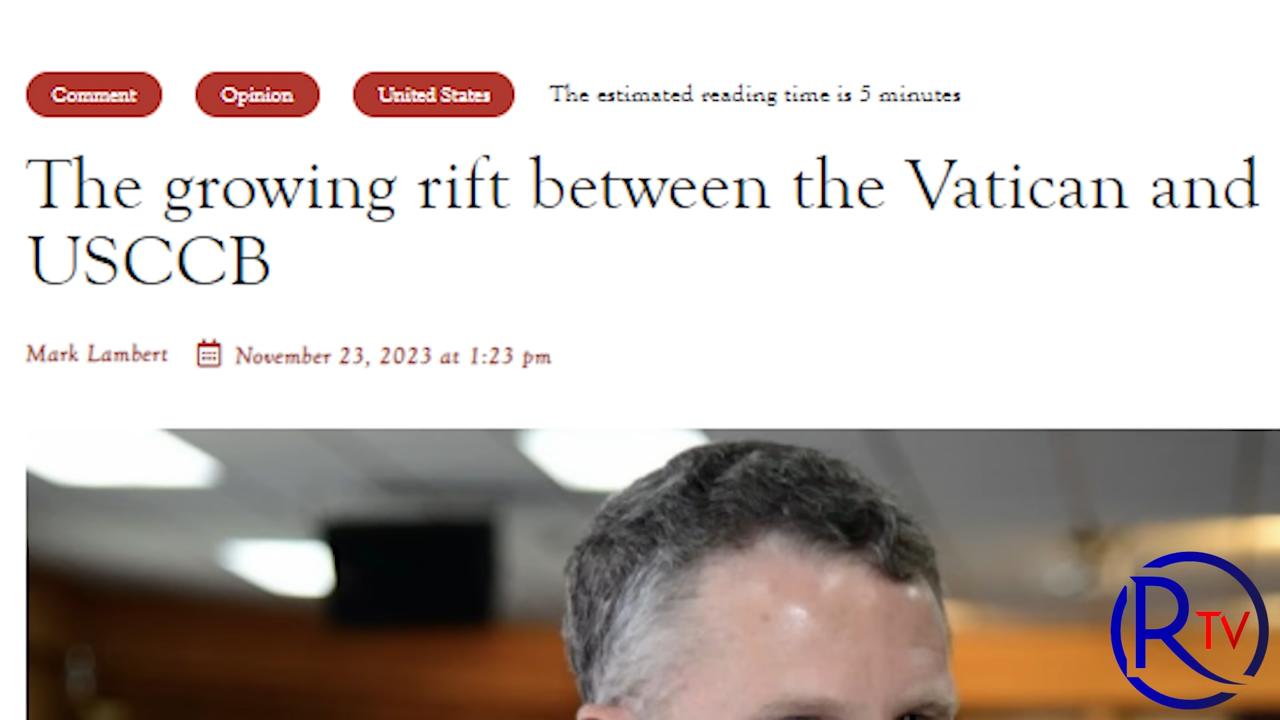 Comment Opinion United States The estimated reading time is 5 minutes
The growing rift between the Vatican and
USCCB
Mark Lambert November 23, 2023 at 1:23 pm
RTV